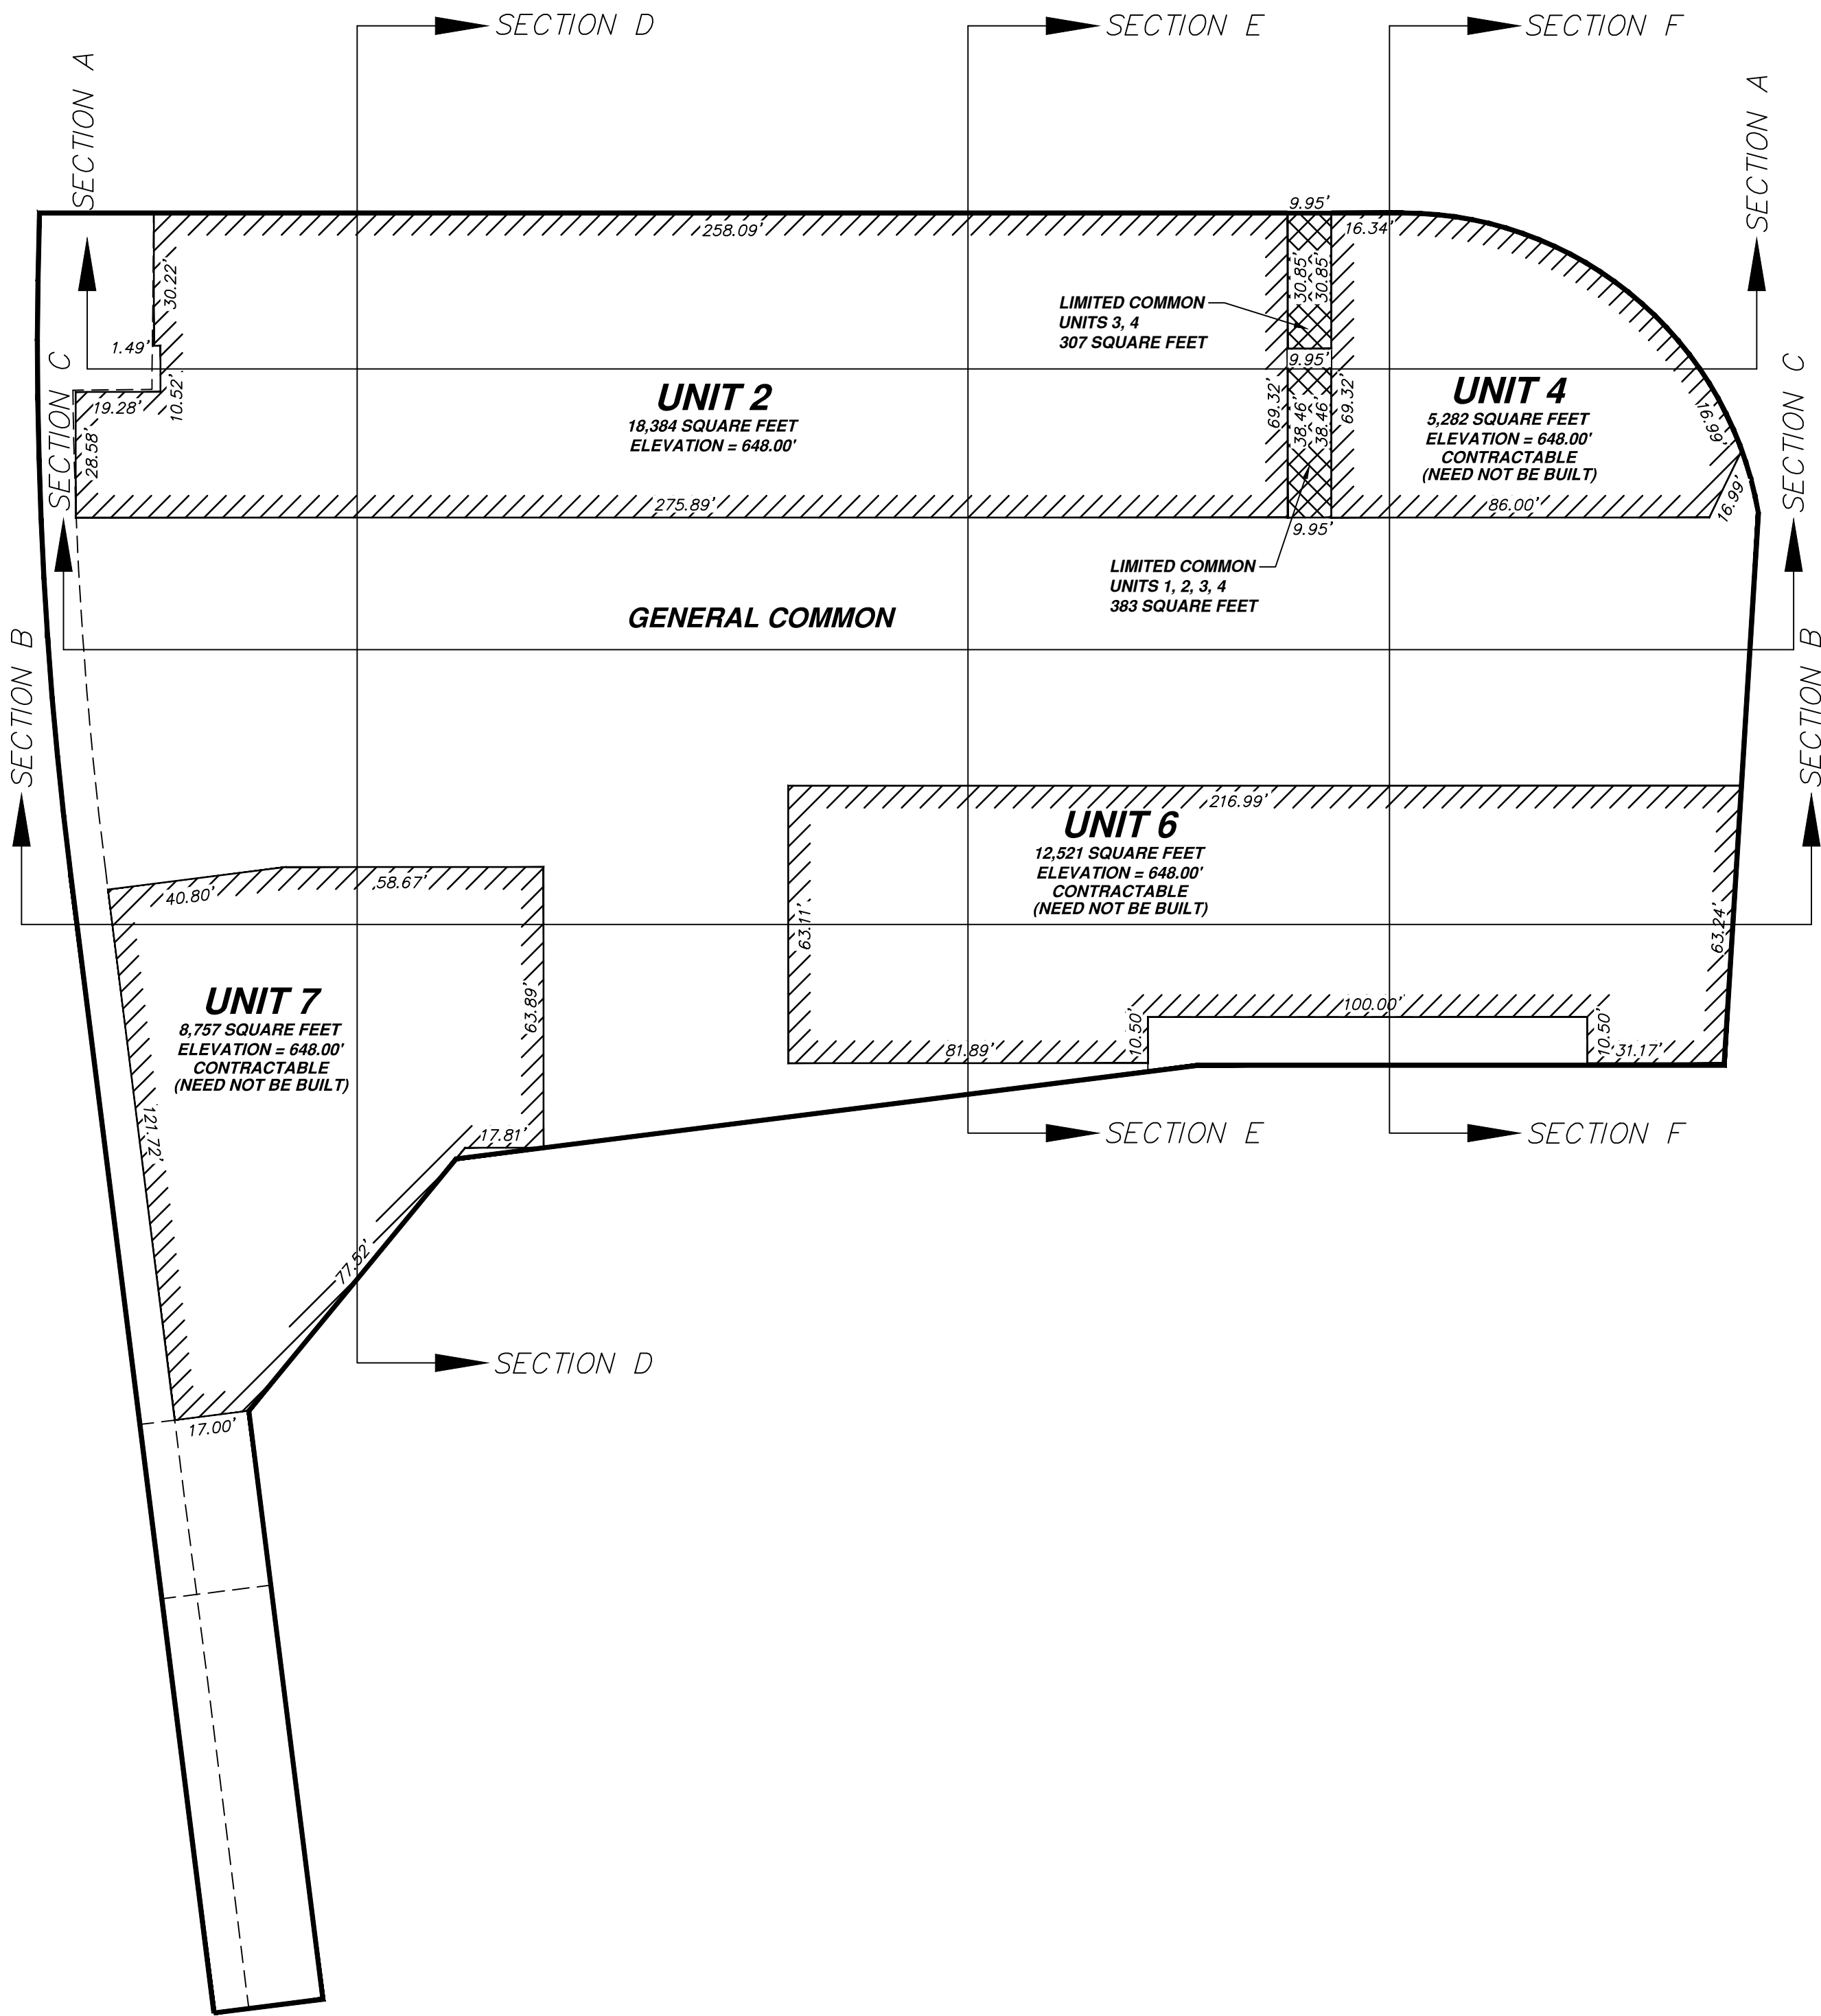 SECTION D
SECTION E
SECTION F
SECTION A
SECTION A
9.95'
258.09'
16.34'
30.22'
30.85'
30.85'
LIMITED COMMON
UNITS 3, 4
307 SQUARE FEET
1.49'
9.95'
SECTION C
SECTION C
19.28'
10.52'
28.58'
UNIT 2
18,384 SQUARE FEET
ELEVATION = 648.00'
69.32'
38.46'
38.46'
69.32'
UNIT 4
5,282 SQUARE FEET
ELEVATION = 648.00'
CONTRACTABLE
(NEED NOT BE BUILT)
16.99'
16.99'
275.89'
86.00'
9.95'
LIMITED COMMON
UNITS 1, 2, 3, 4
383 SQUARE FEET
GENERAL COMMON
SECTION B
SECTION B
216.99'
UNIT 6
12,521 SQUARE FEET
ELEVATION = 648.00'
CONTRACTABLE
(NEED NOT BE BUILT)
63.11'
63.24'
40.80'
58.67'
UNIT 7
8,757 SQUARE FEET
ELEVATION = 648.00'
CONTRACTABLE
(NEED NOT BE BUILT)
63.89'
100.00'
10.50'
10.50'
81.89'
31.17'
121.72'
17.81'
SECTION E
SECTION F
77.52'
SECTION D
17.00'